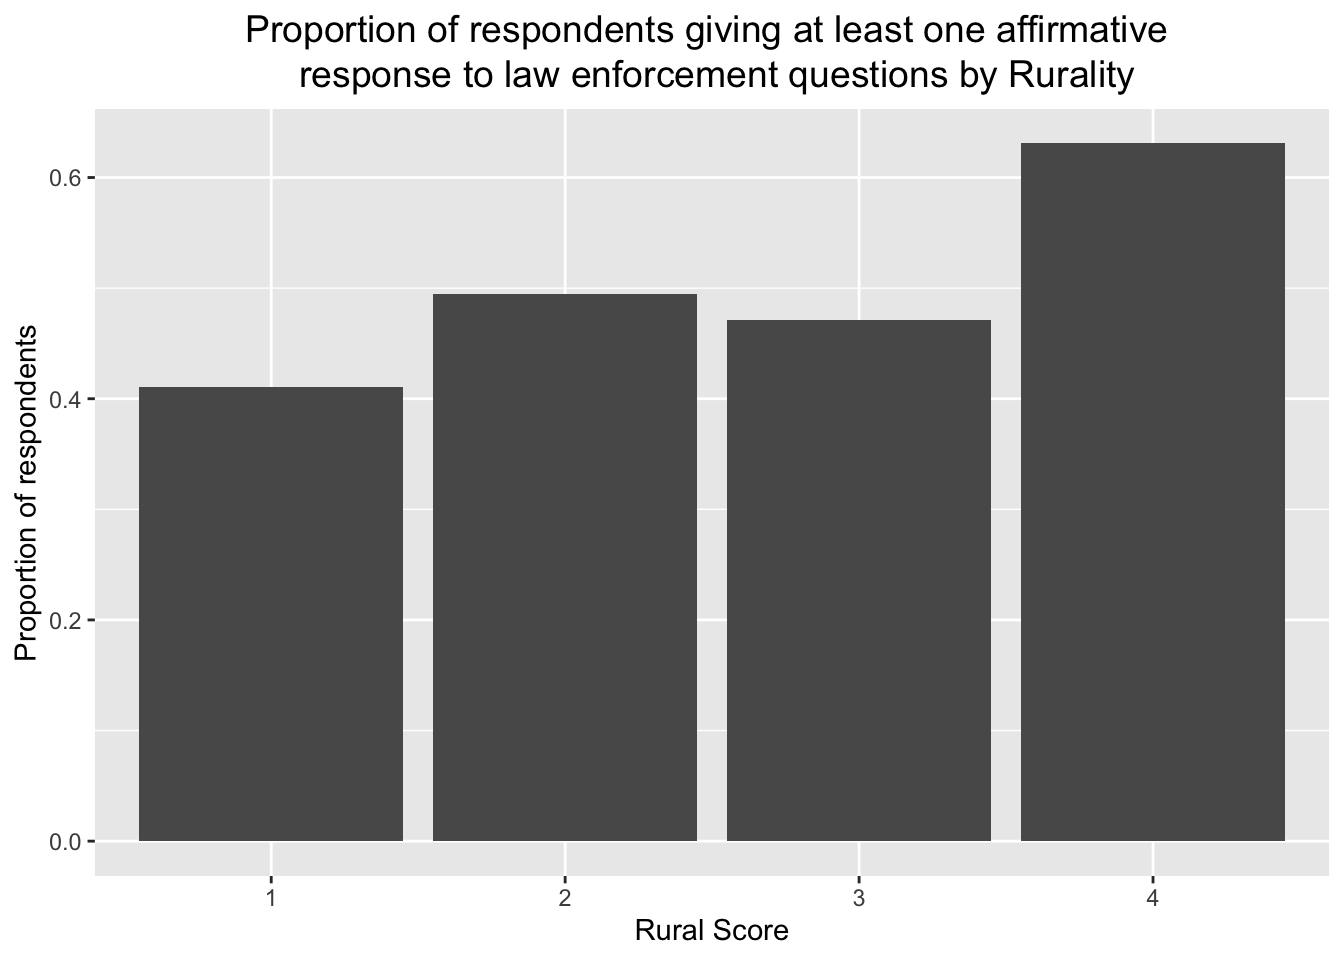 Proportion of respondents giving at least one affirmative
response to law enforcement questions by Rurality
Proportion of respondents
0.6
0.4
0.2
0.0
1 2 3 4
Rural Score